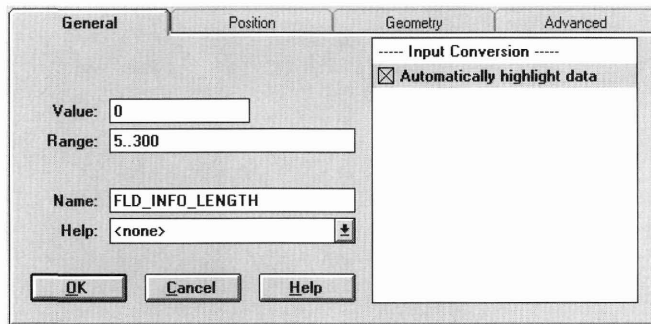 General Position Geometry Advanced
----- Input Conversion -----
Automatically highlight data
Value: 0
Range: 5..300
Name: FLD_INFO_LENGTH
Help: <none>
OK Cancel Help